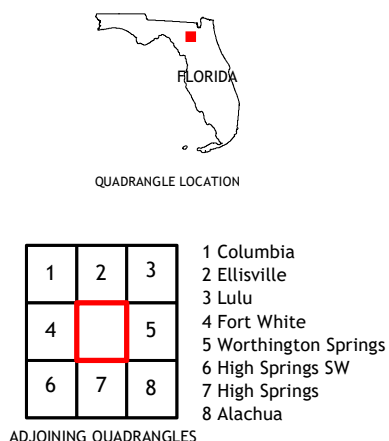 FLORIDA
QUADRANGLE LOCATION
1 2 3
4 5
6 7 8
1 Columbia
2 Ellisville
3 Lulu
4 Fort White
5 Worthington Springs
6 High Springs SW
7 High Springs
8 Alachua
ADJOINING QUADRANGLES